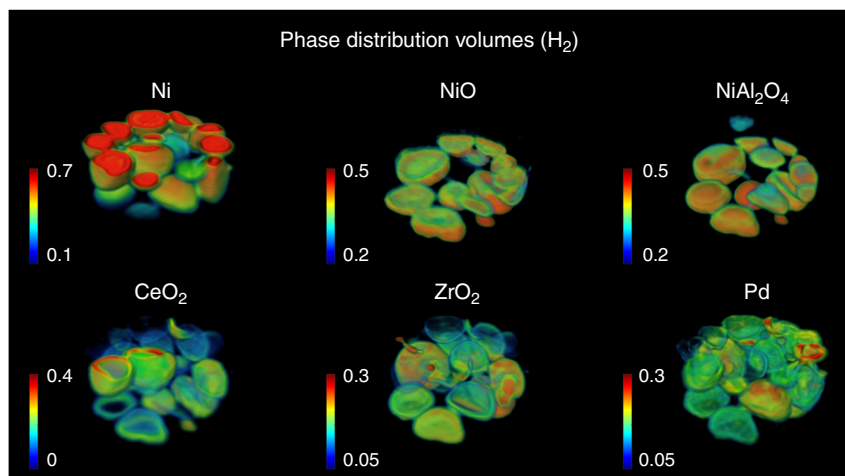 Phase distribution volumes (H₂)
Ni
NiO
NiAl₂O₄
0.7
0.1
0.5
0.2
0.5
0.2
CeO₂
ZrO₂
Pd
0.4
0
0.3
0.05
0.3
0.05